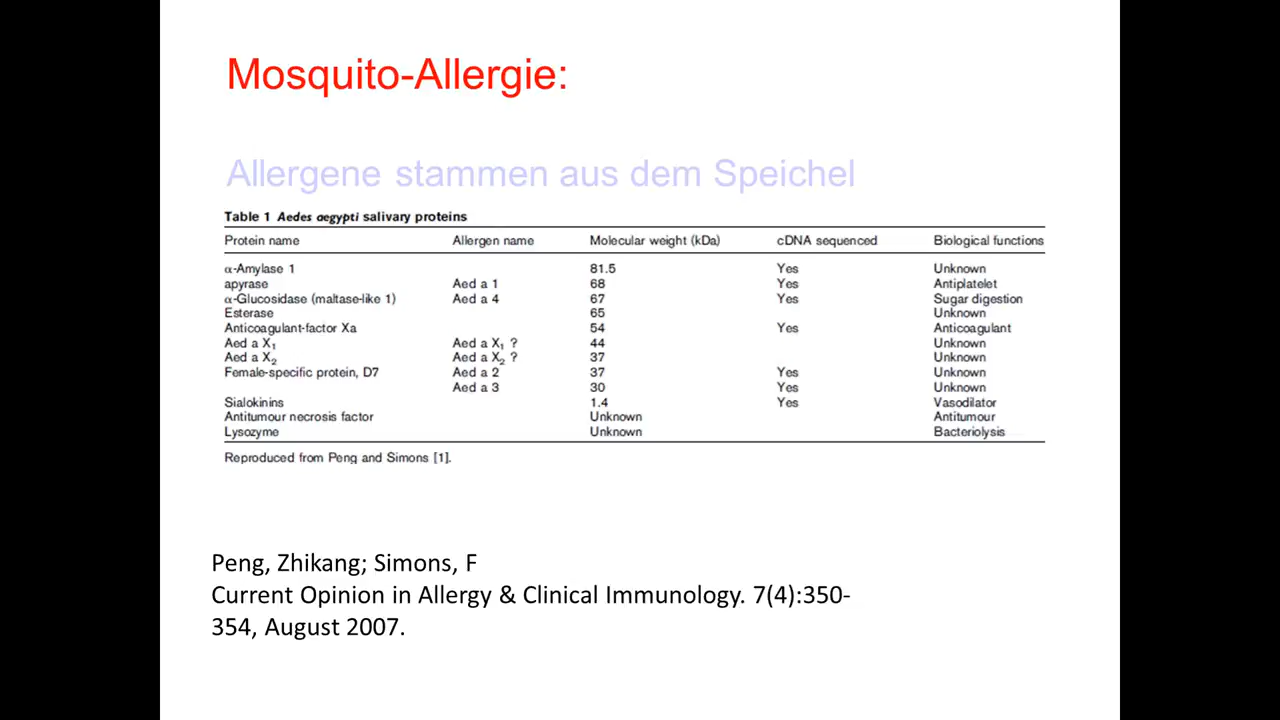 Mosquito-Allergie:
Allergene stammen aus dem Speichel
Table 1 Aedes aegypti salivary proteins
Protein name Allergen name Molecular weight (kDa) cDNA sequenced Biological functions
α-Amylase 1 81.5 Yes Unknown
apyrase Aed a 1 68 Yes Antiplatelet
α-Glucosidase (maltase-like 1) Aed a 4 67 Yes Sugar digestion
Esterase 65 Unknown
Anticoagulant-factor Xa 54 Yes Anticoagulant
Aed a X₁ Aed a X₁ ? 44 Unknown
Aed a X₂ Aed a X₂ ? 37 Unknown
Female-specific protein, D7 Aed a 2 37 Yes Unknown
Aed a 3 30 Yes Unknown
Sialokinins 1.4 Yes Vasodilator
Antitumour necrosis factor Unknown Antitumour
Lysozyme Unknown Bacteriolysis
Reproduced from Peng and Simons [1].
Peng, Zhikang; Simons, F
Current Opinion in Allergy & Clinical Immunology. 7(4):350-
354, August 2007.